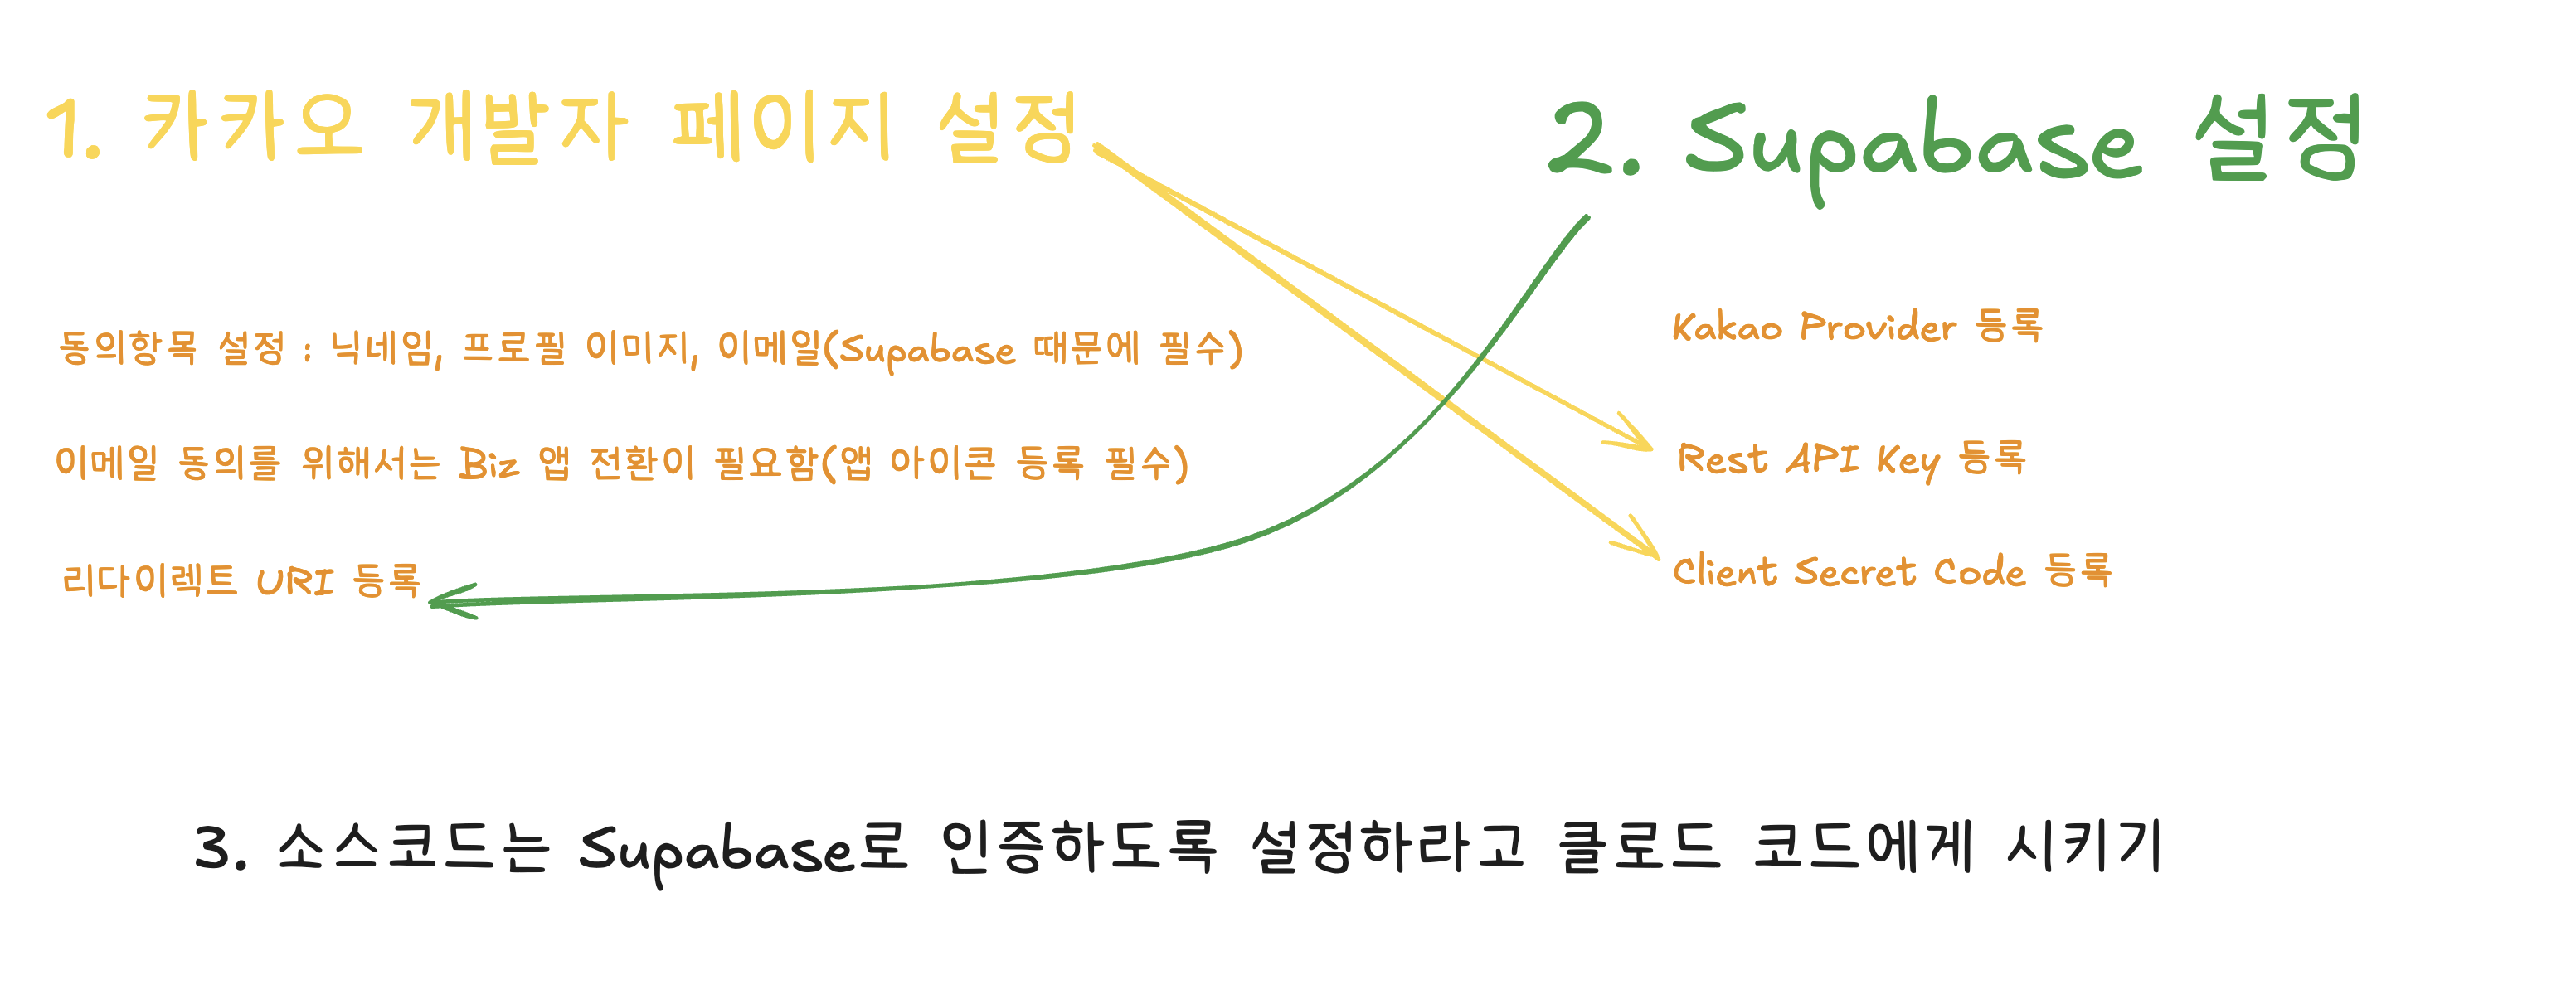 1. 카카오 개발자 페이지 설정
동의항목 설정 : 닉네임, 프로필 이미지, 이메일(Supabase 때문에 필수)
이메일 동의를 위해서는 Biz 앱 전환이 필요함(앱 아이콘 등록 필수)
리다이렉트 URI 등록
2. Supabase 설정
Kakao Provider 등록
Rest API Key 등록
Client Secret Code 등록
3. 소스코드는 Supabase로 인증하도록 설정하라고 클로드 코드에게 시키기